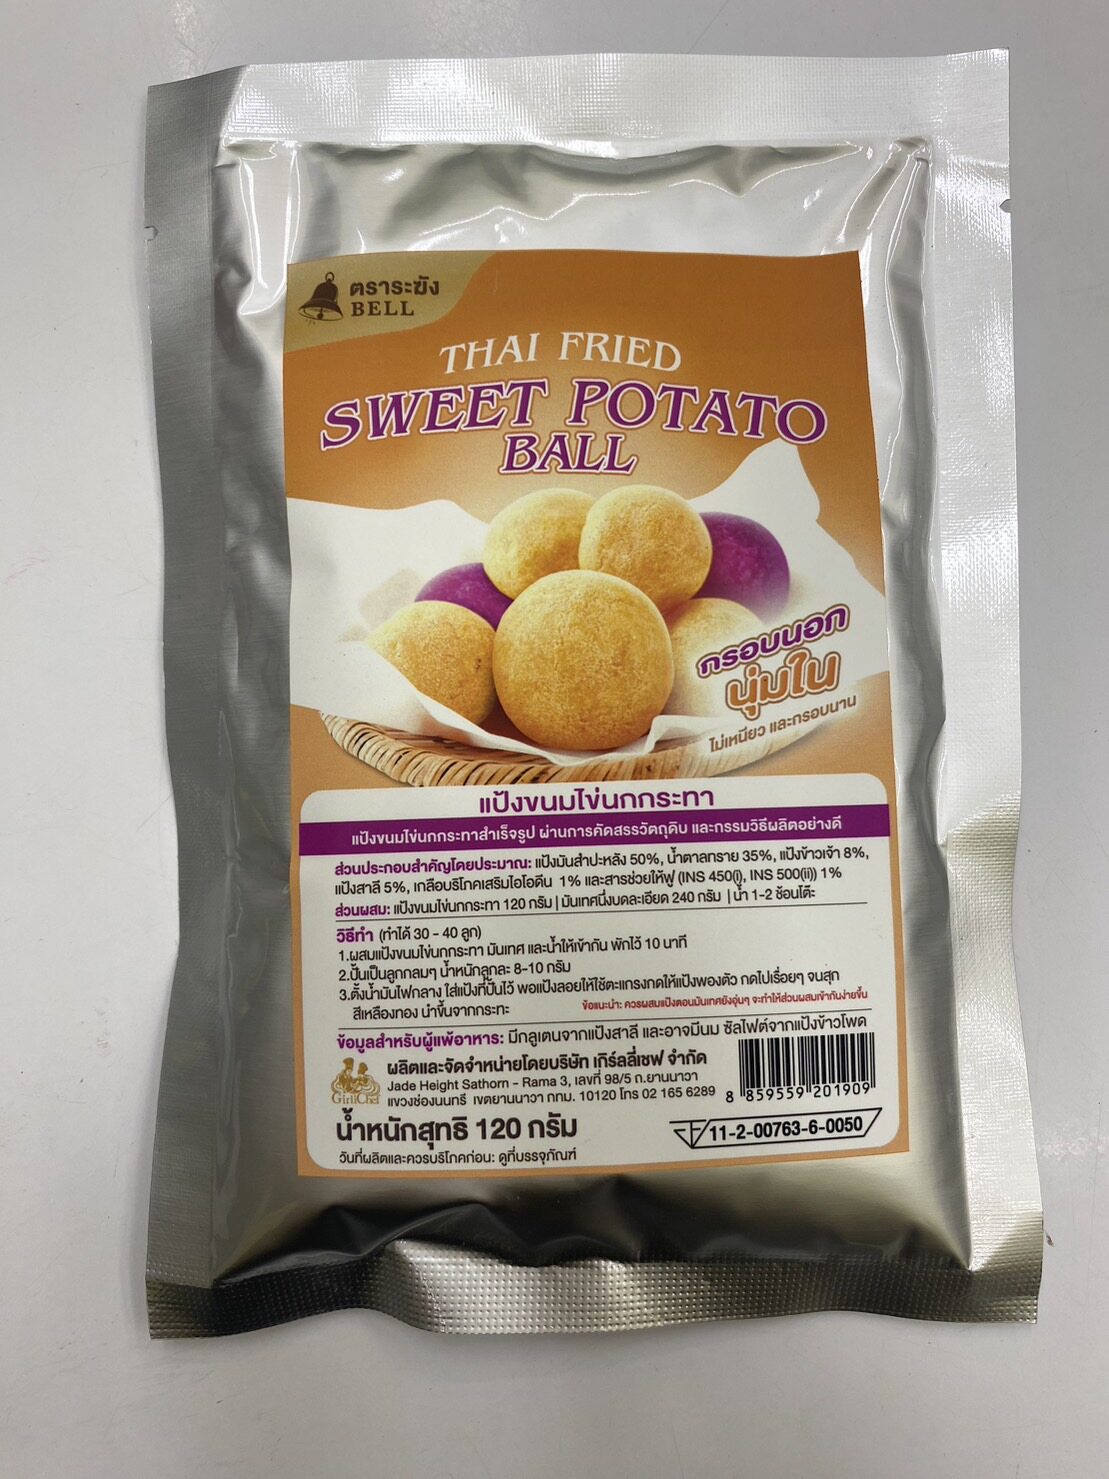 ตราระฆัง
BELL
THAI FRIED
SWEET POTATO
BALL
กรอบนอก
นุ่มใน
ไม่เหนียว และกรอบนาน
แป้งขนมไข่นกกระทา
แป้งขนมไข่นกกระทาสำเร็จรูป ผ่านการคัดสรรวัตถุดิบ และกรรมวิธีผลิตอย่างดี
ส่วนประกอบสำคัญโดยประมาณ: แป้งมันสำปะหลัง 50%, น้ำตาลทราย 35%, แป้งข้าวเจ้า 8%,
แป้งสาลี 5%, เกลือบริโภคเสริมไอโอดีน 1% และสารช่วยให้ฟู (INS 450(i), INS 500(ii)) 1%
ส่วนผสม: แป้งขนมไข่นกกระทา 120 กรัม | มันเทศนึ่งบดละเอียด 240 กรัม | น้ำ 1-2 ช้อนโต๊ะ
วิธีทำ (ทำได้ 30 - 40 ลูก)
1.ผสมแป้งขนมไข่นกกระทา มันเทศ และน้ำให้เข้ากัน พักไว้ 10 นาที
2.ปั้นเป็นลูกกลมๆ น้ำหนักลูกละ 8-10 กรัม
3.ตั้งน้ำมันไฟกลาง ใส่แป้งที่ปั้นไว้ พอแป้งลอยให้ใช้ตะแกรงกดให้แป้งพองตัว กดไปเรื่อยๆ จนสุก
สีเหลืองทอง นำขึ้นจากกระทะ
ข้อแนะนำ: ควรผสมแป้งตอนมันเทศยังอุ่นๆ จะทำให้ส่วนผสมเข้ากันง่ายขึ้น
ข้อมูลสำหรับผู้แพ้อาหาร: มีกลูเตนจากแป้งสาลี และอาจมีนม ซัลไฟต์จากแป้งข้าวโพด
GirliChef
ผลิตและจัดจำหน่ายโดยบริษัท เกิร์ลลี่เชฟ จำกัด
Jade Height Sathorn - Rama 3, เลขที่ 98/5 ถ.ยานนาวา
แขวงช่องนนทรี เขตยานนาวา กทม. 10120 โทร 02 165 6289
8 859559 201909
น้ำหนักสุทธิ 120 กรัม
11-2-00763-6-0050
วันที่ผลิตและควรบริโภคก่อน: ดูที่บรรจุภัณฑ์